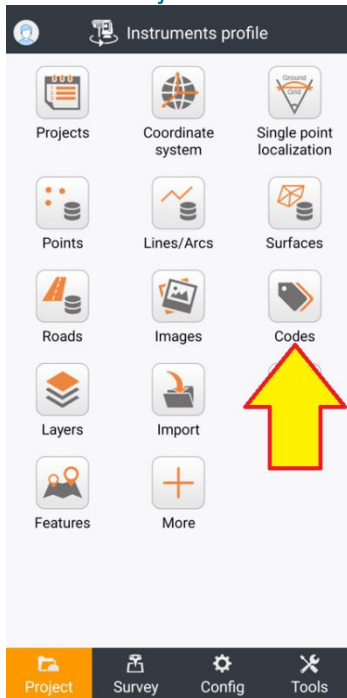 Instruments profile
Projects
Coordinate
system
Ground
Grid
Single point
localization
Points
Lines/Arcs
Surfaces
Roads
Images
Codes
Layers
Import
Features
More
Project
Survey
Config
Tools